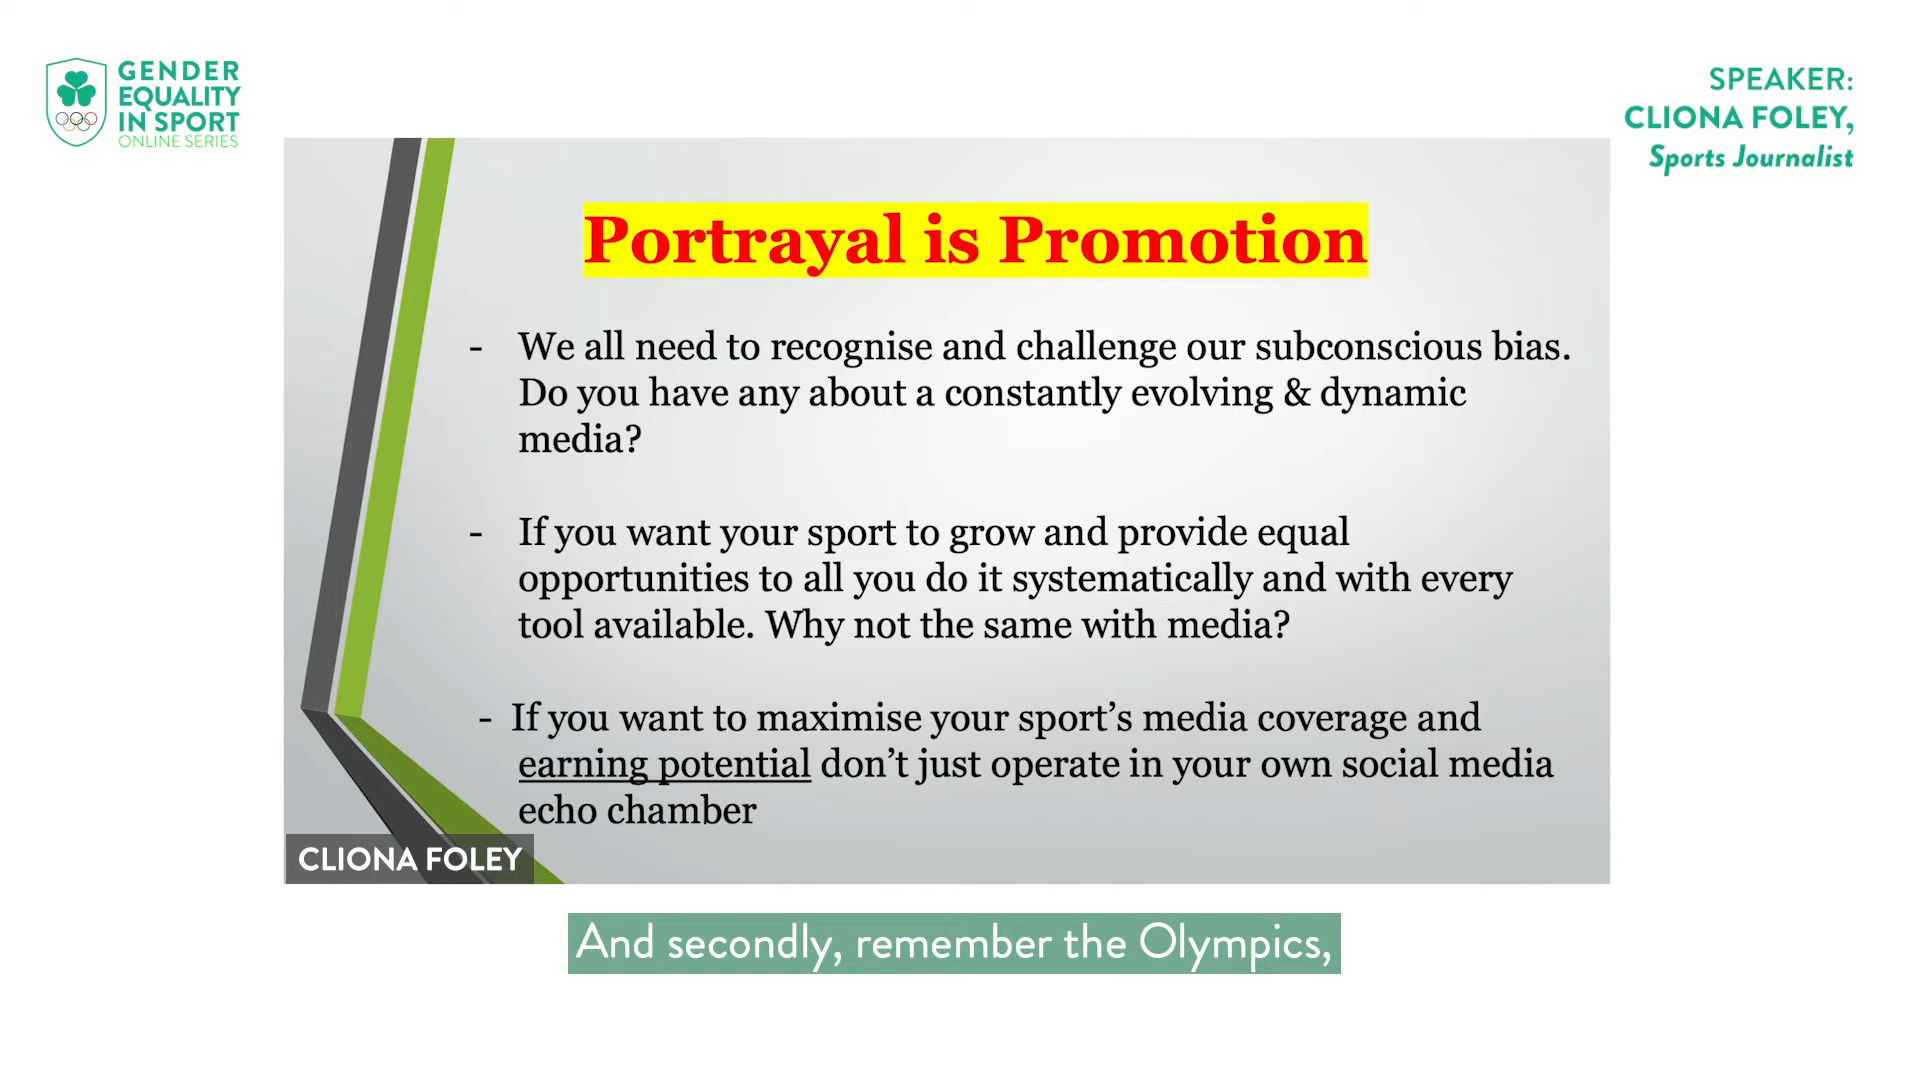 GENDER
EQUALITY
IN SPORT
ONLINE SERIES
SPEAKER:
CLIONA FOLEY,
Sports Journalist
Portrayal is Promotion
- We all need to recognise and challenge our subconscious bias.
Do you have any about a constantly evolving & dynamic
media?
- If you want your sport to grow and provide equal
opportunities to all you do it systematically and with every
tool available. Why not the same with media?
- If you want to maximise your sport’s media coverage and
earning potential don’t just operate in your own social media
echo chamber
CLIONA FOLEY
And secondly, remember the Olympics,